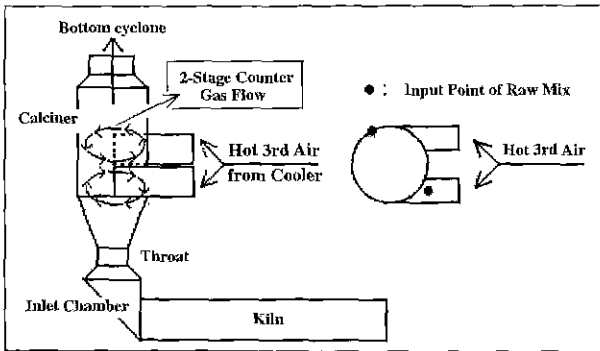 Bottom cyclone
2-Stage Counter
Gas Flow
Calciner
Hot 3rd Air
from Cooler
Throat
Inlet Chamber
Kiln
● : Input Point of Raw Mix
Hot 3rd Air